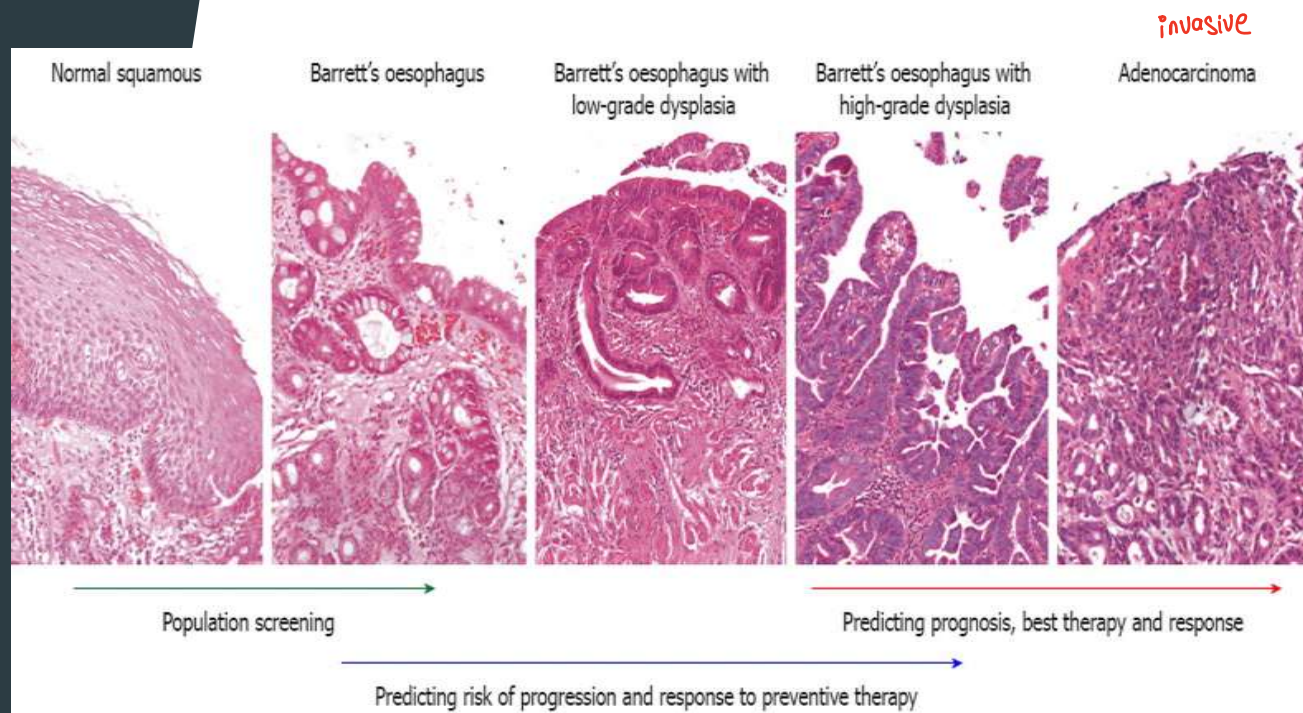 invasive
Normal squamous
Barrett's oesophagus
Barrett's oesophagus with
low-grade dysplasia
Barrett's oesophagus with
high-grade dysplasia
Adenocarcinoma
Population screening
Predicting prognosis, best therapy and response
Predicting risk of progression and response to preventive therapy